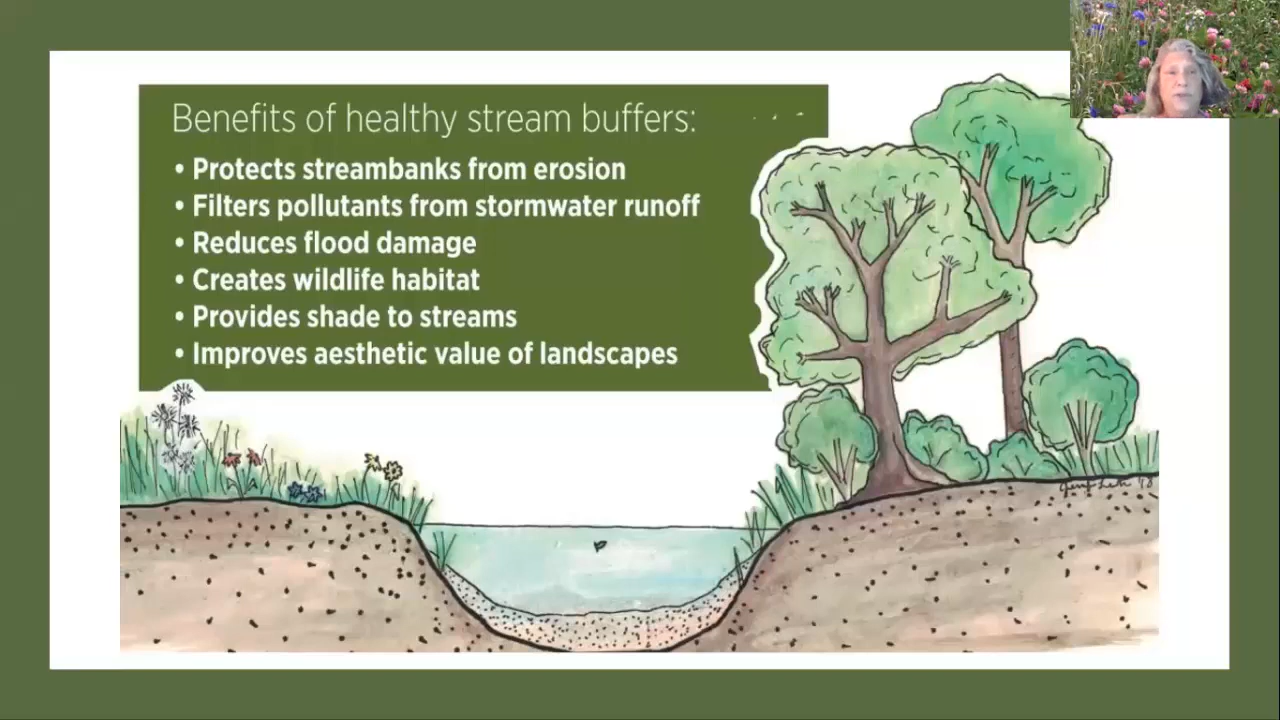 Benefits of healthy stream buffers:
• Protects streambanks from erosion
• Filters pollutants from stormwater runoff
• Reduces flood damage
• Creates wildlife habitat
• Provides shade to streams
• Improves aesthetic value of landscapes